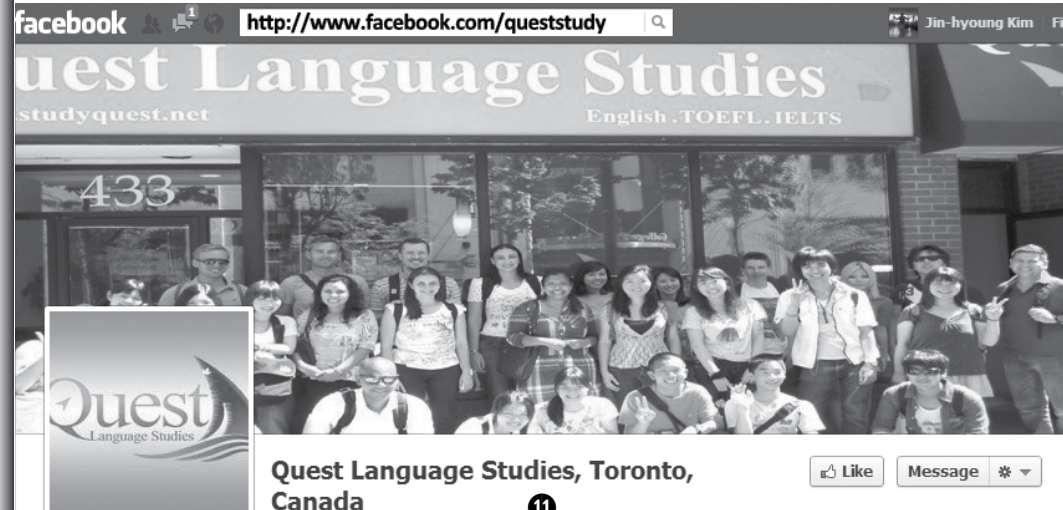 facebook
1
http://www.facebook.com/queststudy
Jin-hyoung Kim
uest Language Studies
studyquest.net
English . TOEFL . IELTS
433
Quest
Language Studies
Quest Language Studies, Toronto,
Canada
Like
Message
11